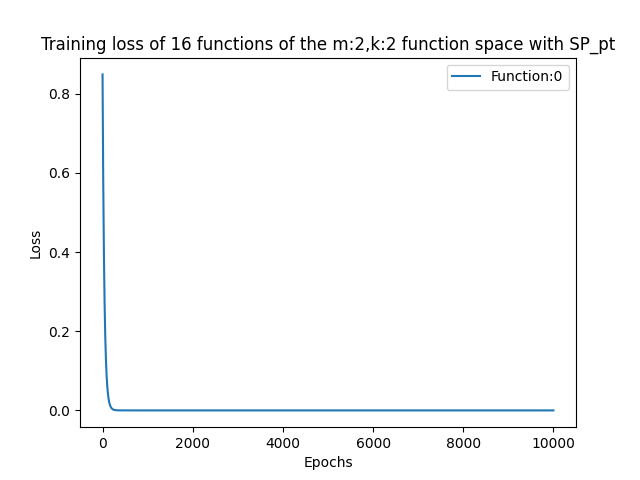 Training loss of 16 functions of the m:2,k:2 function space with SP_pt
Function:0
0.8
0.6
0.4
0.2
0.0
Loss
0 2000 4000 6000 8000 10000
Epochs